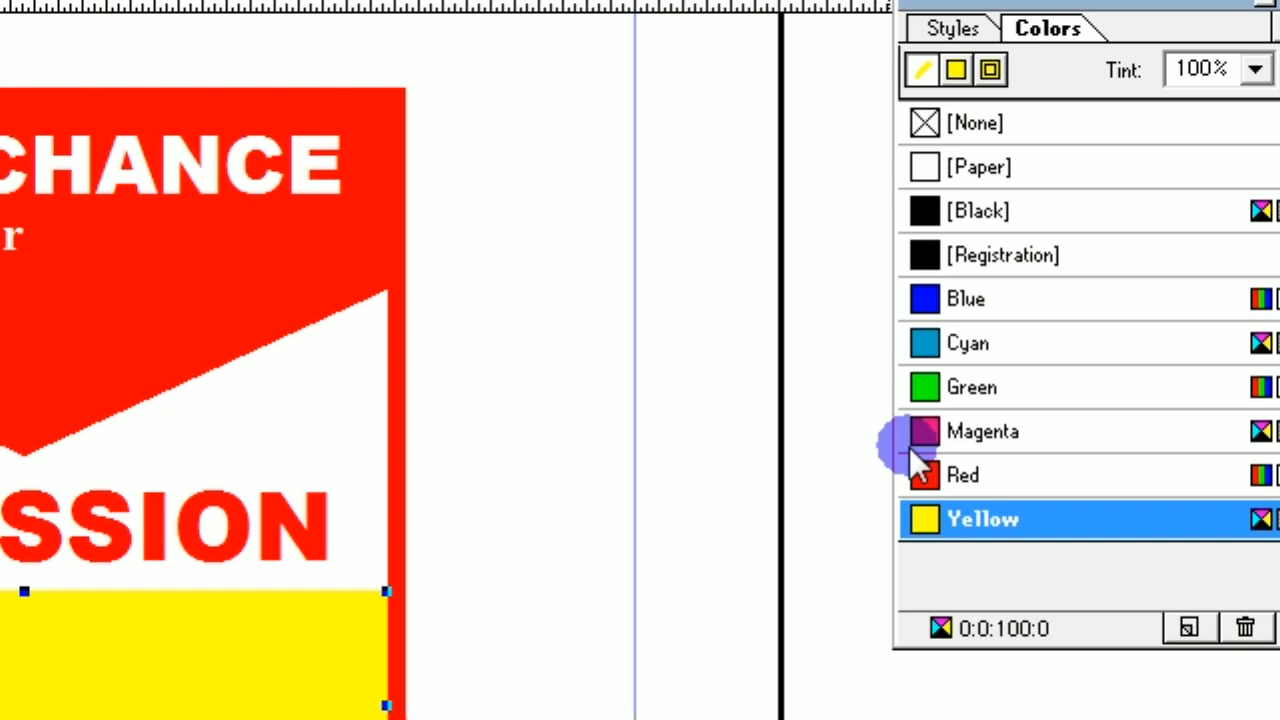 Styles Colors
Tint: 100%
[None]
[Paper]
[Black]
[Registration]
Blue
Cyan
Green
Magenta
Red
Yellow
0:0:100:0
CHANCE
r
SSION